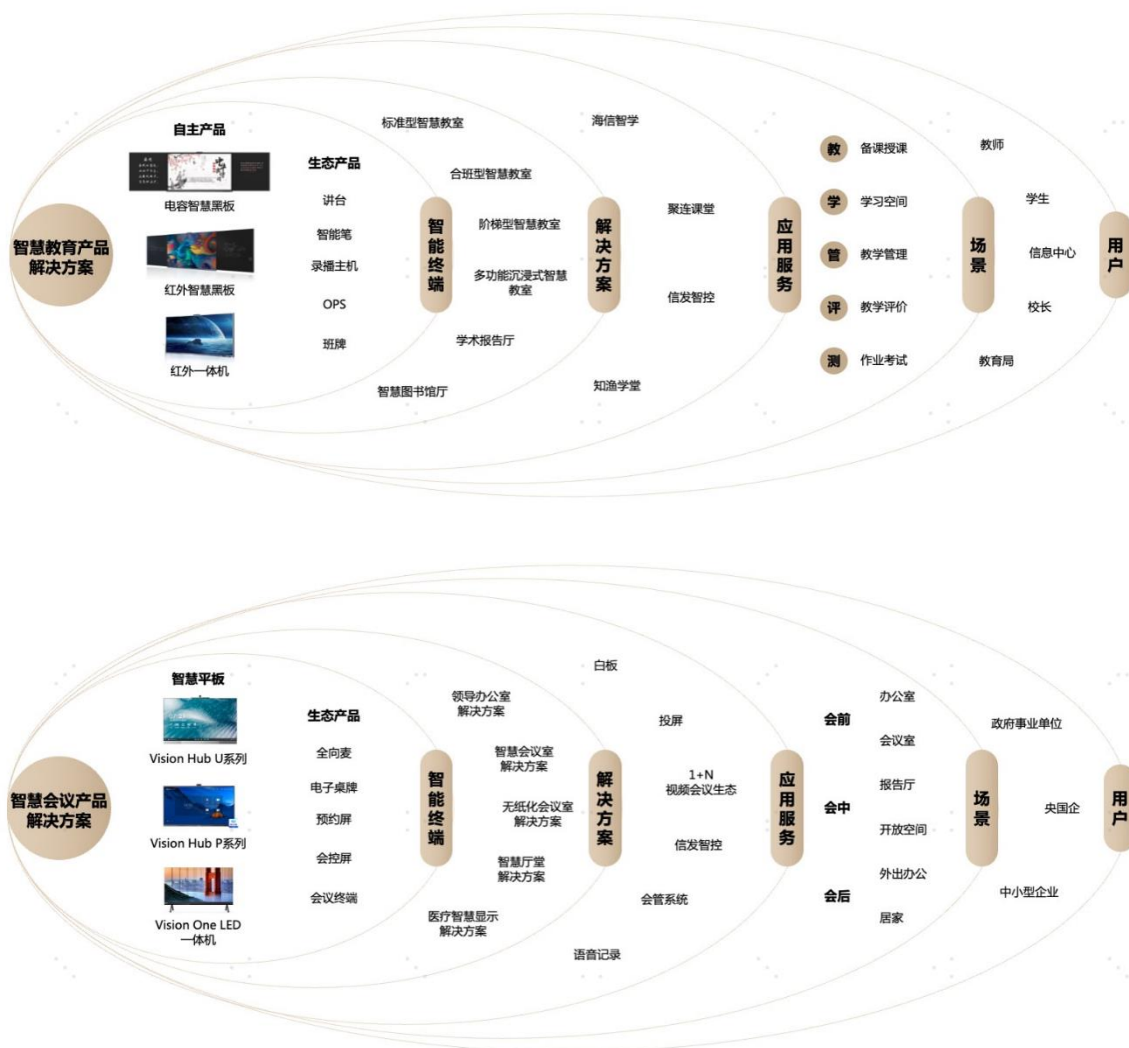 智慧教育产品
解决方案
自主产品
电容智慧黑板
红外智慧黑板
红外一体机
生态产品
讲台
智能笔
录播主机
OPS
班牌
智能终端
标准型智慧教室
合班型智慧教室
阶梯型智慧教室
多功能沉浸式智慧
教室
学术报告厅
智慧图书馆厅
解决方案
海信智学
聚连课堂
信发智控
知渔学堂
应用服务
教 备课授课
学 学习空间
管 教学管理
评 教学评价
测 作业考试
场景
教师
学生
信息中心
校长
教育局
用户
智慧会议产品
解决方案
智慧平板
Vision Hub U系列
Vision Hub P系列
Vision One LED
一体机
生态产品
全向麦
电子桌牌
预约屏
会控屏
会议终端
智能终端
领导办公室
解决方案
智慧会议室
解决方案
无纸化会议室
解决方案
智慧厅堂
解决方案
医疗智慧显示
解决方案
解决方案
白板
投屏
1+N
视频会议生态
信发智控
会管系统
语音记录
应用服务
会前
会中
会后
办公室
会议室
报告厅
开放空间
外出办公
居家
场景
政府事业单位
央国企
中小型企业
用户